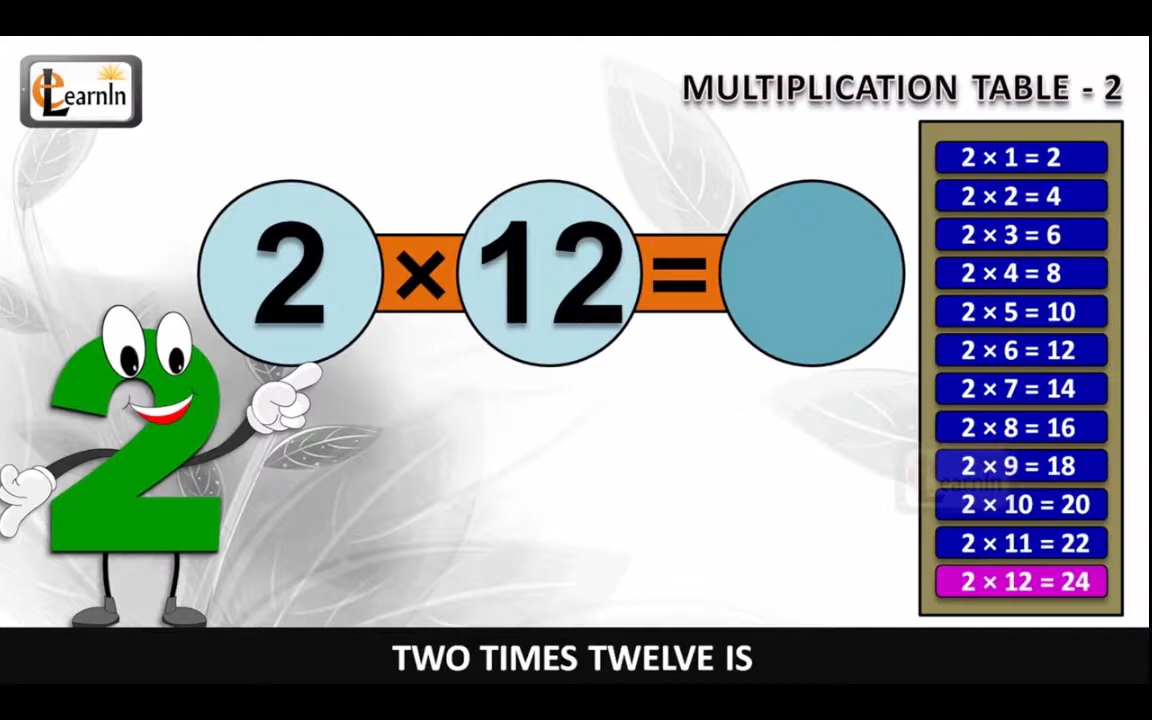 eLearnIn
MULTIPLICATION TABLE - 2
2 × 1 = 2
2 × 2 = 4
2 × 3 = 6
2 × 4 = 8
2 × 5 = 10
2 × 6 = 12
2 × 7 = 14
2 × 8 = 16
2 × 9 = 18
2 × 10 = 20
2 × 11 = 22
2 × 12 = 24
2 × 12 =
2
LearnIn
TWO TIMES TWELVE IS